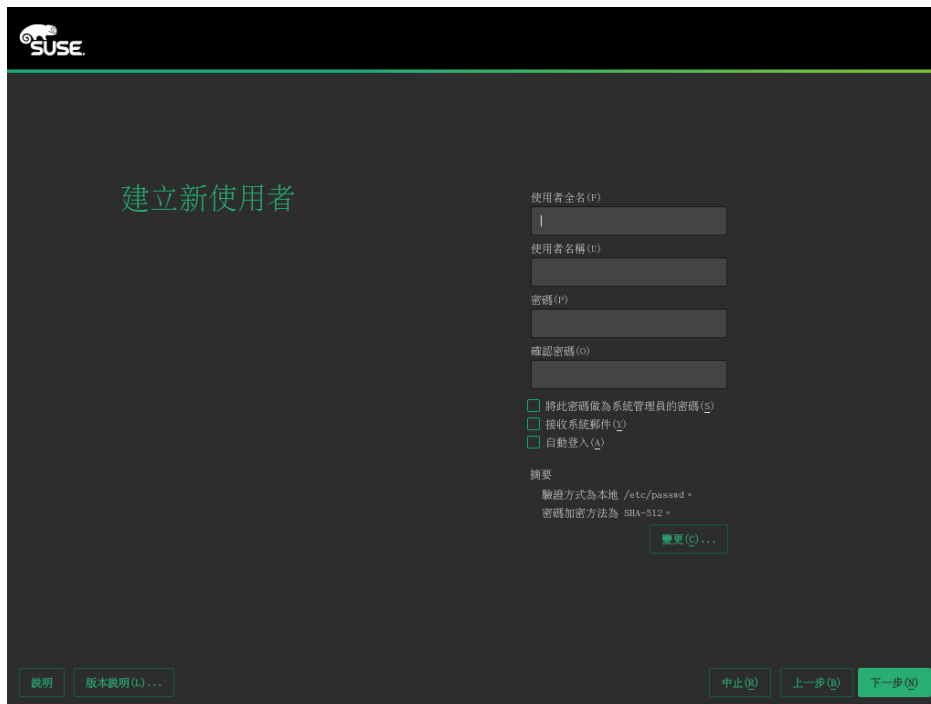 SUSE.
建立新使用者
使用者全名(F)
使用者名稱(U)
密碼(P)
確認密碼(O)
將此密碼做為系統管理員的密碼(S)
接收系統郵件(Y)
自動登入(A)
摘要
驗證方式為本地 /etc/passwd。
密碼加密方法為 SHA-512。
變更(C)...
說明
版本說明(L)...
中止(R)
上一步(B)
下一步(N)